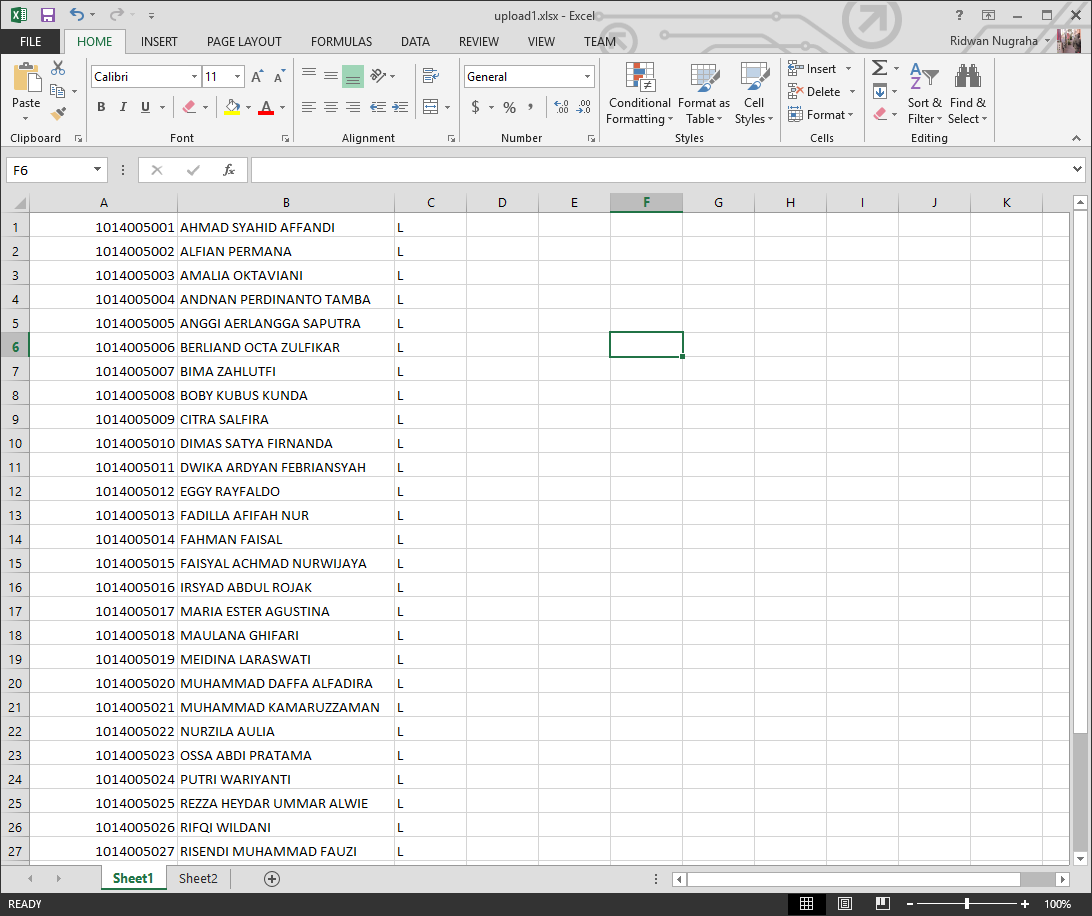 upload1.xlsx - Excel
FILE HOME INSERT PAGE LAYOUT FORMULAS DATA REVIEW VIEW TEAM Ridwan Nugraha
Paste Calibri 11 General Conditional Formatting Format as Table Cell Styles Insert Delete Format Sort & Filter Find & Select
Clipboard Font Alignment Number Styles Cells Editing
F6 fx
A B C D E F G H I J K
1 1014005001 AHMAD SYAHID AFFANDI L
2 1014005002 ALFIAN PERMANA L
3 1014005003 AMALIA OKTAVIANI L
4 1014005004 ANDNAN PERDINANTO TAMBA L
5 1014005005 ANGGI AERLANGGA SAPUTRA L
6 1014005006 BERLIAND OCTA ZULFIKAR L
7 1014005007 BIMA ZAHLUTFI L
8 1014005008 BOBY KUBUS KUNDA L
9 1014005009 CITRA SALFIRA L
10 1014005010 DIMAS SATYA FIRNANDA L
11 1014005011 DWIKA ARDYAN FEBRIANSYAH L
12 1014005012 EGGY RAYFALDO L
13 1014005013 FADILLA AFIFAH NUR L
14 1014005014 FAHMAN FAISAL L
15 1014005015 FAISYAL ACHMAD NURWIJAYA L
16 1014005016 IRSYAD ABDUL ROJAK L
17 1014005017 MARIA ESTER AGUSTINA L
18 1014005018 MAULANA GHIFARI L
19 1014005019 MEIDINA LARASWATI L
20 1014005020 MUHAMMAD DAFFA ALFADIRA L
21 1014005021 MUHAMMAD KAMARUZZAMAN L
22 1014005022 NURZILA AULIA L
23 1014005023 OSSA ABDI PRATAMA L
24 1014005024 PUTRI WARIYANTI L
25 1014005025 REZZA HEYDAR UMMAR ALWIE L
26 1014005026 RIFQI WILDANI L
27 1014005027 RISENDI MUHAMMAD FAUZI L
Sheet1 Sheet2
READY 100%